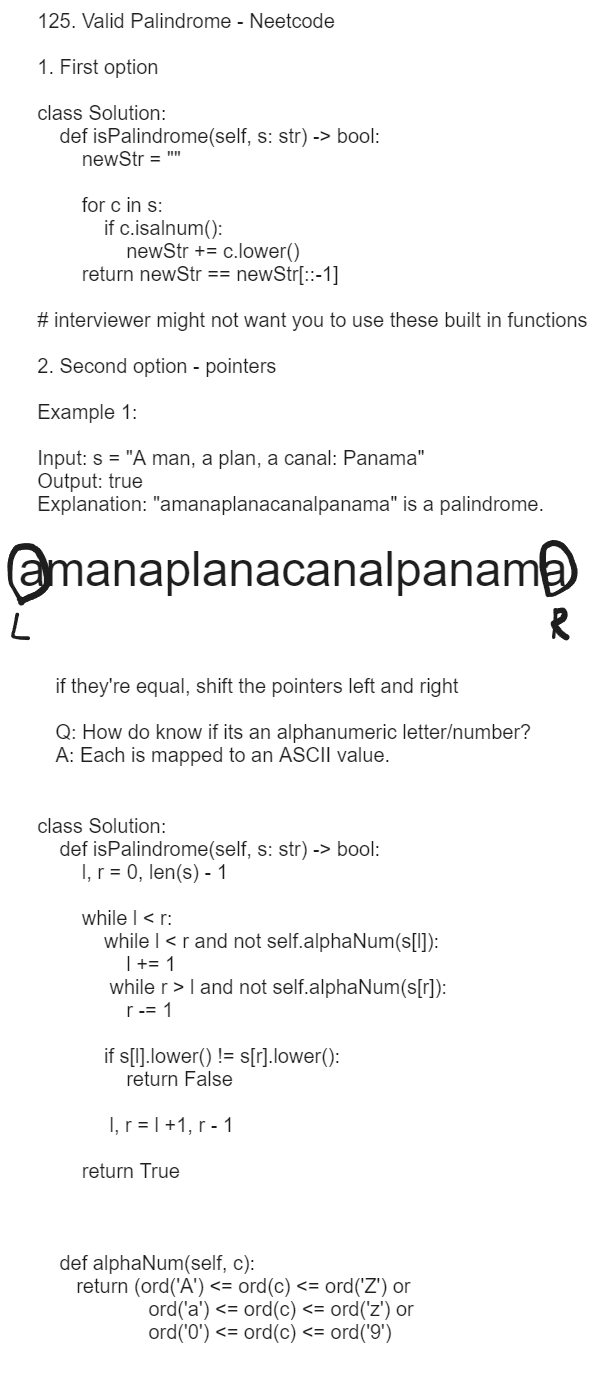 125. Valid Palindrome - Neetcode
1. First option
class Solution:
def isPalindrome(self, s: str) -> bool:
newStr = ""
for c in s:
if c.isalnum():
newStr += c.lower()
return newStr == newStr[::-1]
# interviewer might not want you to use these built in functions
2. Second option - pointers
Example 1:
Input: s = "A man, a plan, a canal: Panama"
Output: true
Explanation: "amanaplanacanalpanama" is a palindrome.
amanaplanacanalpanama
L R
if they're equal, shift the pointers left and right
Q: How do know if its an alphanumeric letter/number?
A: Each is mapped to an ASCII value.
class Solution:
def isPalindrome(self, s: str) -> bool:
l, r = 0, len(s) - 1
while l < r:
while l < r and not self.alphaNum(s[l]):
l += 1
while r > l and not self.alphaNum(s[r]):
r -= 1
if s[l].lower() != s[r].lower():
return False
l, r = l +1, r - 1
return True
def alphaNum(self, c):
return (ord('A') <= ord(c) <= ord('Z') or
ord('a') <= ord(c) <= ord('z') or
ord('0') <= ord(c) <= ord('9')